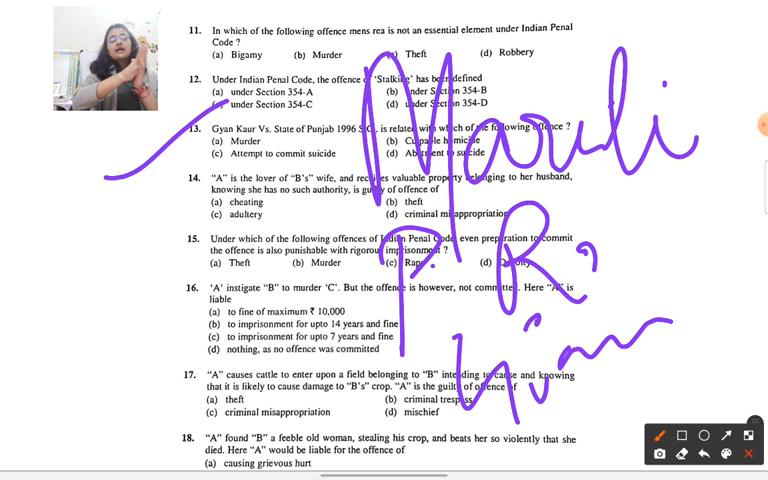 11. In which of the following offence mens rea is not an essential element under Indian Penal
Code ?
(a) Bigamy (b) Murder (c) Theft (d) Robbery
12. Under Indian Penal Code, the offence of 'Stalking' has been defined
(a) under Section 354-A (b) under Section 354-B
(c) under Section 354-C (d) under Section 354-D
13. Gyan Kaur Vs. State of Punjab 1996 S.C. is related with which of the following offence ?
(a) Murder (b) Culpable homicide
(c) Attempt to commit suicide (d) Abetment to suicide
14. "A" is the lover of "B's" wife, and receives valuable property belonging to her husband,
knowing she has no such authority, is guilty of offence of
(a) cheating (b) theft
(c) adultery (d) criminal misappropriation
15. Under which of the following offences of Indian Penal Code, even preparation to commit
the offence is also punishable with rigorous imprisonment ?
(a) Theft (b) Murder (c) Rape (d) Dacoity
16. 'A' instigate "B" to murder 'C'. But the offence is however, not committed. Here "A" is
liable
(a) to fine of maximum ₹ 10,000
(b) to imprisonment for upto 14 years and fine
(c) to imprisonment for upto 7 years and fine
(d) nothing, as no offence was committed
17. "A" causes cattle to enter upon a field belonging to "B" intending to cause and knowing
that it is likely to cause damage to "B's" crop. "A" is the guilty of offence of
(a) theft (b) criminal trespass
(c) criminal misappropriation (d) mischief
18. "A" found "B" a feeble old woman, stealing his crop, and beats her so violently that she
died. Here "A" would be liable for the offence of
(a) causing grievous hurt